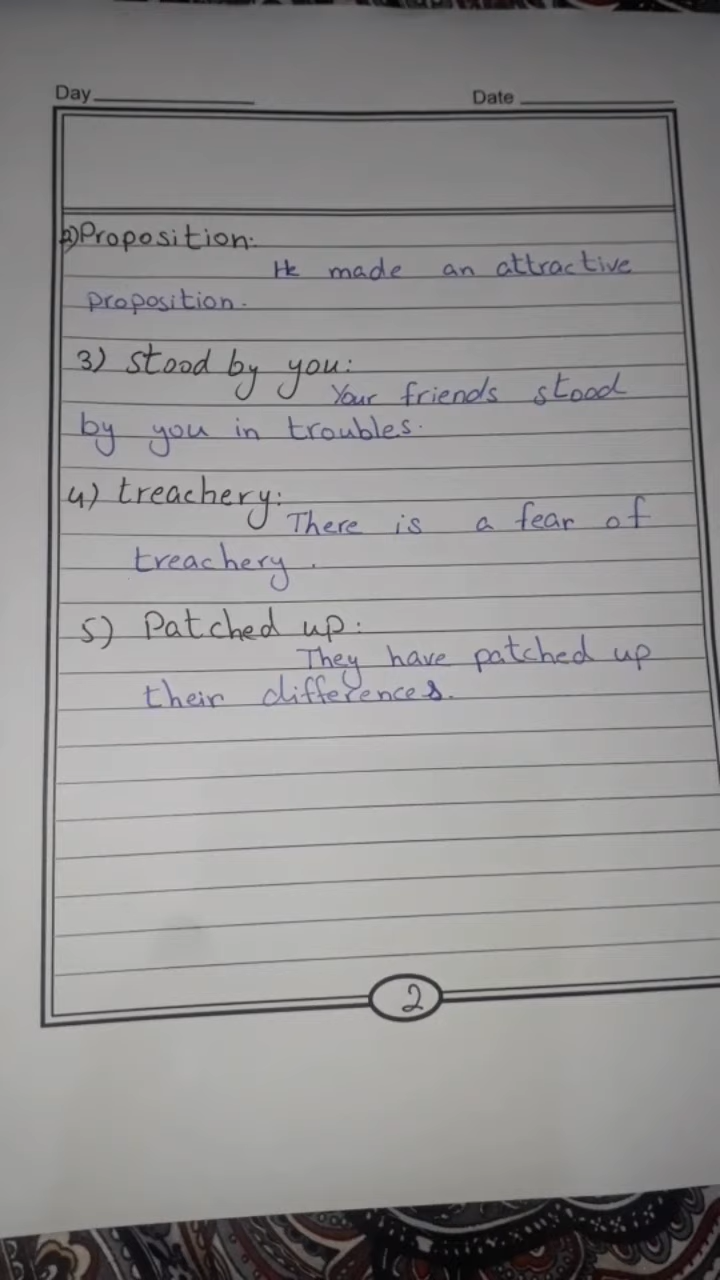 Day Date
2) Proposition:
He made an attractive
proposition.
3) Stood by you:
Your friends stood
by you in troubles.
4) treachery:
There is a fear of
treachery.
5) Patched up:
They have patched up
their differences.
2